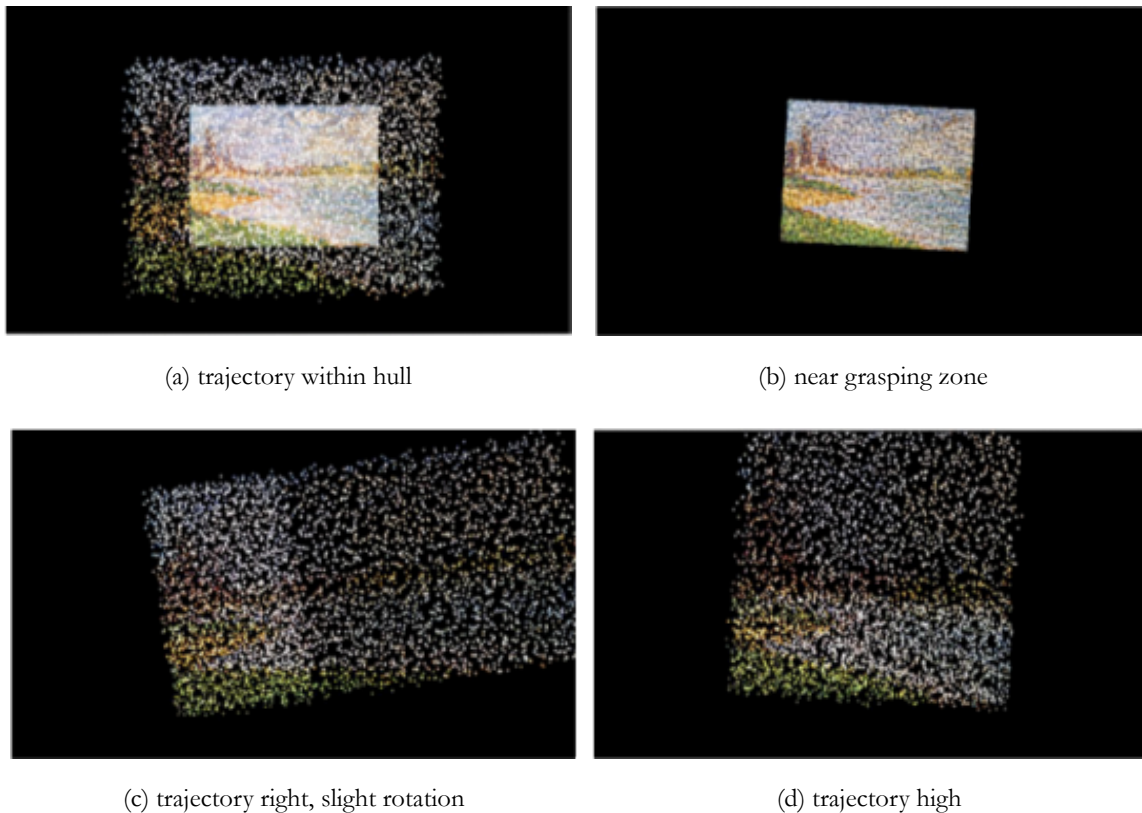 (a) trajectory within hull
(b) near grasping zone
(c) trajectory right, slight rotation
(d) trajectory high